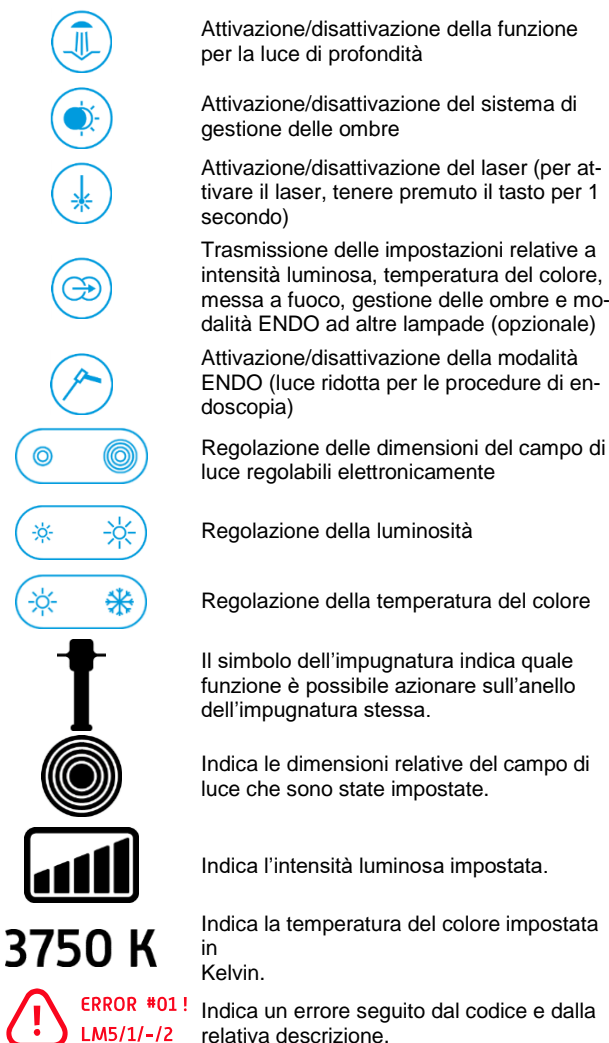 Attivazione/disattivazione della funzione
per la luce di profondità
Attivazione/disattivazione del sistema di
gestione delle ombre
Attivazione/disattivazione del laser (per at-
tivare il laser, tenere premuto il tasto per 1
secondo)
Trasmissione delle impostazioni relative a
intensità luminosa, temperatura del colore,
messa a fuoco, gestione delle ombre e mo-
dalità ENDO ad altre lampade (opzionale)
Attivazione/disattivazione della modalità
ENDO (luce ridotta per le procedure di en-
doscopia)
Regolazione delle dimensioni del campo di
luce regolabili elettronicamente
Regolazione della luminosità
Regolazione della temperatura del colore
Il simbolo dell'impugnatura indica quale
funzione è possibile azionare sull'anello
dell'impugnatura stessa.
Indica le dimensioni relative del campo di
luce che sono state impostate.
Indica l'intensità luminosa impostata.
3750 K
Indica la temperatura del colore impostata
in
Kelvin.
ERROR #01!
LM5/1/-/2
Indica un errore seguito dal codice e dalla
relativa descrizione.